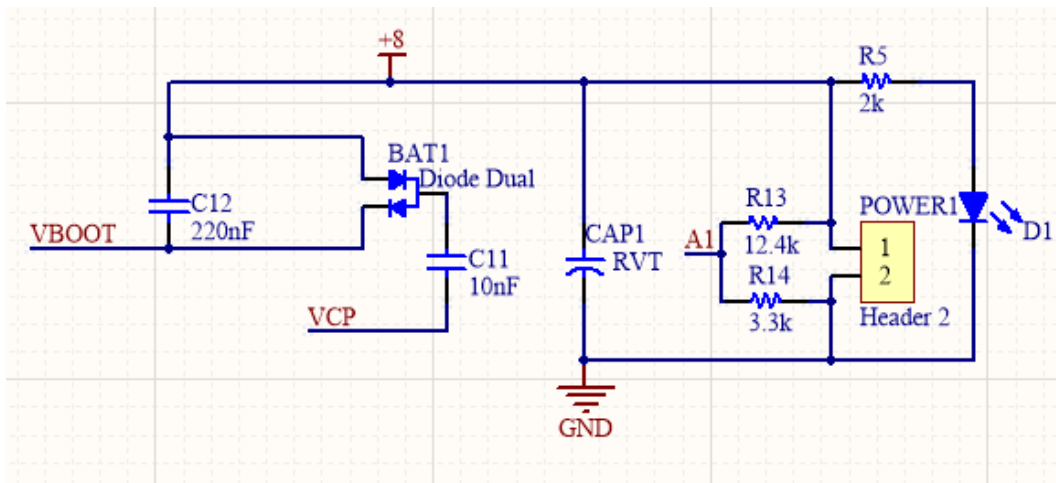 +8
R5
2k
BAT1
Diode Dual
C12
220nF
VBOOT
R13
12.4k
POWER1
D1
CAP1
RVT
A1
1
2
C11
10nF
R14
3.3k
Header 2
VCP
GND